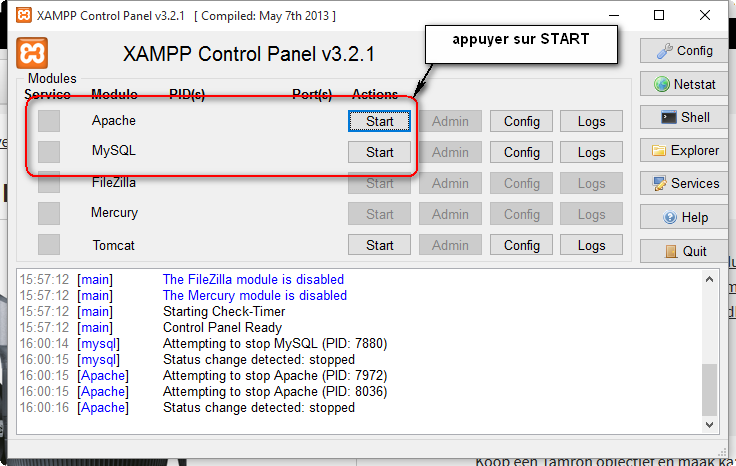 XAMPP Control Panel v3.2.1 [ Compiled: May 7th 2013 ]
XAMPP Control Panel v3.2.1
appuyer sur START
Config
Modules
Service Module PID(s) Port(s) Actions
Netstat
Apache Start Admin Config Logs
Shell
MySQL Start Admin Config Logs
Explorer
FileZilla Start Admin Config Logs
Services
Mercury Start Admin Config Logs
Help
Tomcat Start Admin Config Logs
Quit
15:57:12 [main] The FileZilla module is disabled
15:57:12 [main] The Mercury module is disabled
15:57:12 [main] Starting Check-Timer
15:57:12 [main] Control Panel Ready
16:00:14 [mysql] Attempting to stop MySQL (PID: 7880)
16:00:15 [mysql] Status change detected: stopped
16:00:15 [Apache] Attempting to stop Apache (PID: 7972)
16:00:15 [Apache] Attempting to stop Apache (PID: 8036)
16:00:16 [Apache] Status change detected: stopped
Koop een Tamron objectief en maak ka